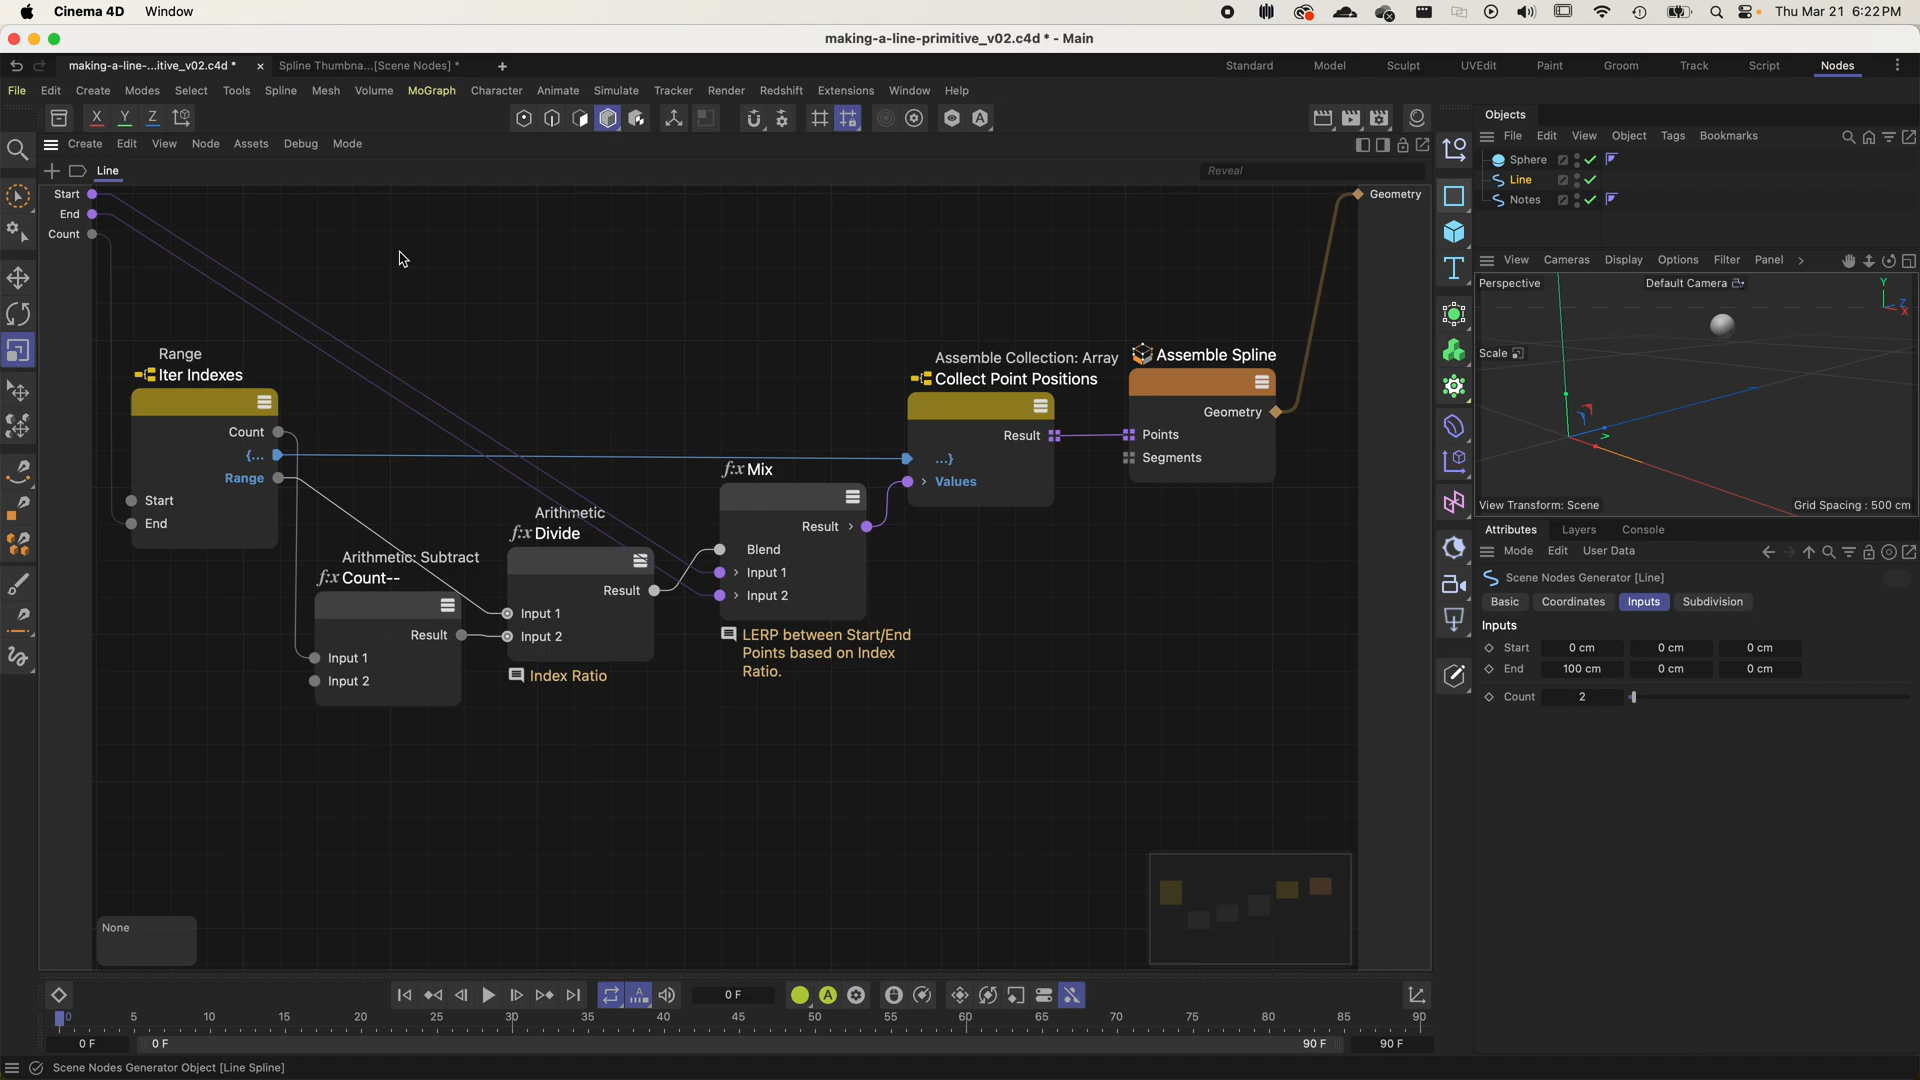 Cinema 4D Window
Thu Mar 21 6:22 PM
making-a-line-primitive_v02.c4d * - Main
making-a-line-...itive_v02.c4d *
Spline Thumbna...[Scene Nodes] *
Standard Model Sculpt UVEdit Paint Groom Track Script Nodes
File Edit Create Modes Select Tools Spline Mesh Volume MoGraph Character Animate Simulate Tracker Render Redshift Extensions Window Help
X Y Z
Objects
File Edit View Object Tags Bookmarks
Create Edit View Node Assets Debug Mode
Line
Reveal
Sphere
Line
Notes
Start
End
Count
Geometry
View Cameras Display Options Filter Panel
Perspective
Default Camera
Y
Z
X
Scale
View Transform: Scene
Grid Spacing : 500 cm
Range
Iter Indexes
Count
{...
Range
Start
End
Arithmetic: Subtract
f:x Count--
Result
Input 1
Input 2
Arithmetic
f:x Divide
Result
Input 1
Input 2
Index Ratio
f:x Mix
Result
Blend
Input 1
Input 2
LERP between Start/End
Points based on Index
Ratio.
Assemble Collection: Array
Collect Point Positions
Result
...}
Values
Assemble Spline
Geometry
Points
Segments
Attributes Layers Console
Mode Edit User Data
Scene Nodes Generator [Line]
Basic Coordinates Inputs Subdivision
Inputs
Start 0 cm 0 cm 0 cm
End 100 cm 0 cm 0 cm
Count 2
None
0 F
0 5 10 15 20 25 30 35 40 45 50 55 60 65 70 75 80 85 90
0 F 0 F 90 F 90 F
Scene Nodes Generator Object [Line Spline]